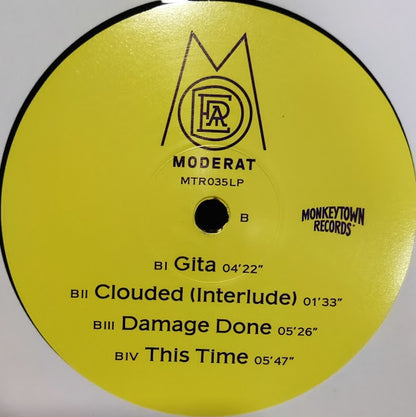 MODERAT
MTR035LP
B
MONKEYTOWN
RECORDS™
BI Gita 04'22"
BII Clouded (Interlude) 01'33"
BIII Damage Done 05'26"
BIV This Time 05'47"